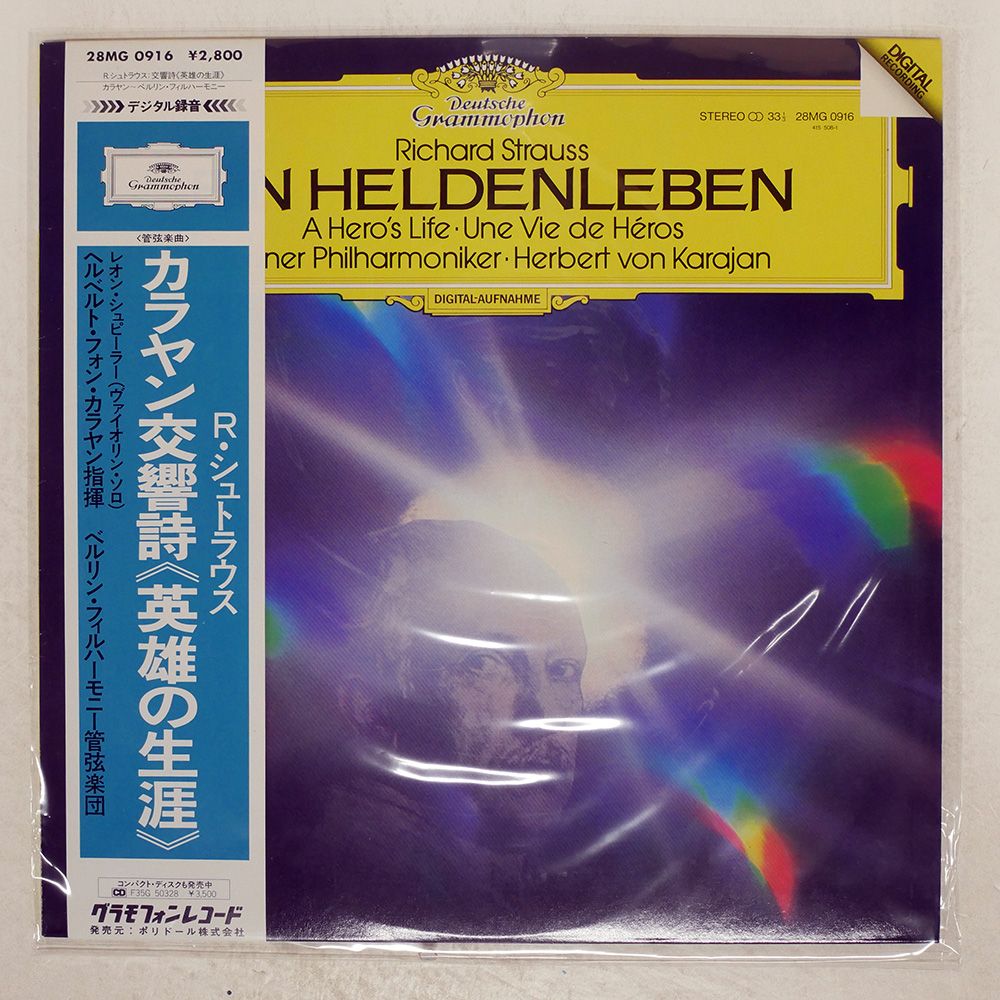 28MG 0916 ¥2,800
R.シュトラウス:交響詩《英雄の生涯》
カラヤン〜ベルリン・フィルハーモニー
デジタル録音
Deutsche
Grammophon
〈管弦楽曲〉
R・シュトラウス
カラヤン交響詩《英雄の生涯》
レオン・シュピーラー(ヴァイオリン・ソロ)
ヘルベルト・フォン・カラヤン指揮 ベルリン・フィルハーモニー管弦楽団
コンパクト・ディスクも発売中
CD F35G 50328 ¥3,500
グラモフォンレコード
発売元:ポリドール株式会社
Deutsche
Grammophon
STEREO 33⅓ 28MG 0916
415 508-1
DIGITAL
RECORDING
Richard Strauss
N HELDENLEBEN
A Hero's Life·Une Vie de Héros
ner Philharmoniker·Herbert von Karajan
DIGITAL-AUFNAHME